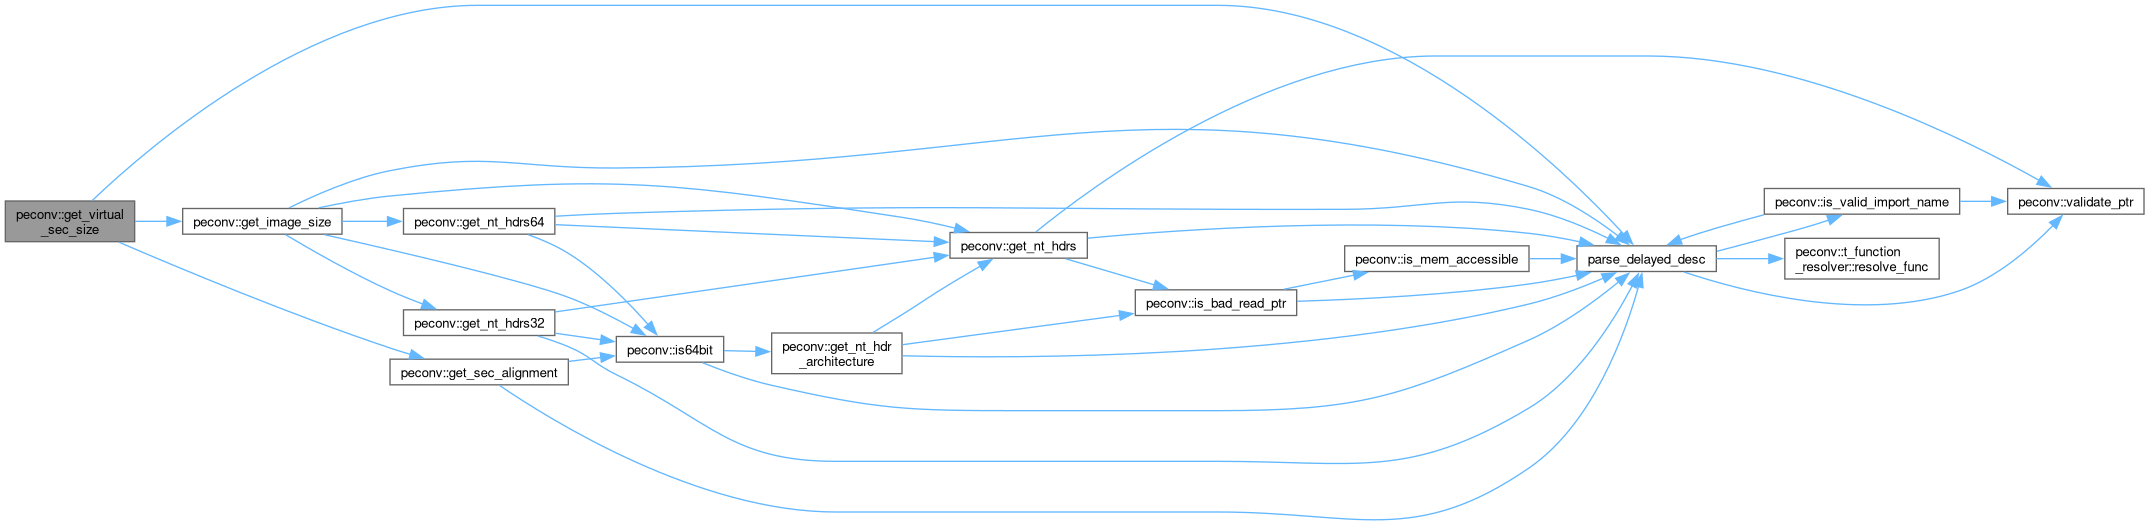 peconv::get_virtual
_sec_size
peconv::get_image_size
peconv::get_nt_hdrs64
peconv::get_nt_hdrs32
peconv::get_sec_alignment
peconv::is64bit
peconv::get_nt_hdr
_architecture
peconv::get_nt_hdrs
peconv::is_bad_read_ptr
peconv::is_mem_accessible
parse_delayed_desc
peconv::is_valid_import_name
peconv::t_function
_resolver::resolve_func
peconv::validate_ptr